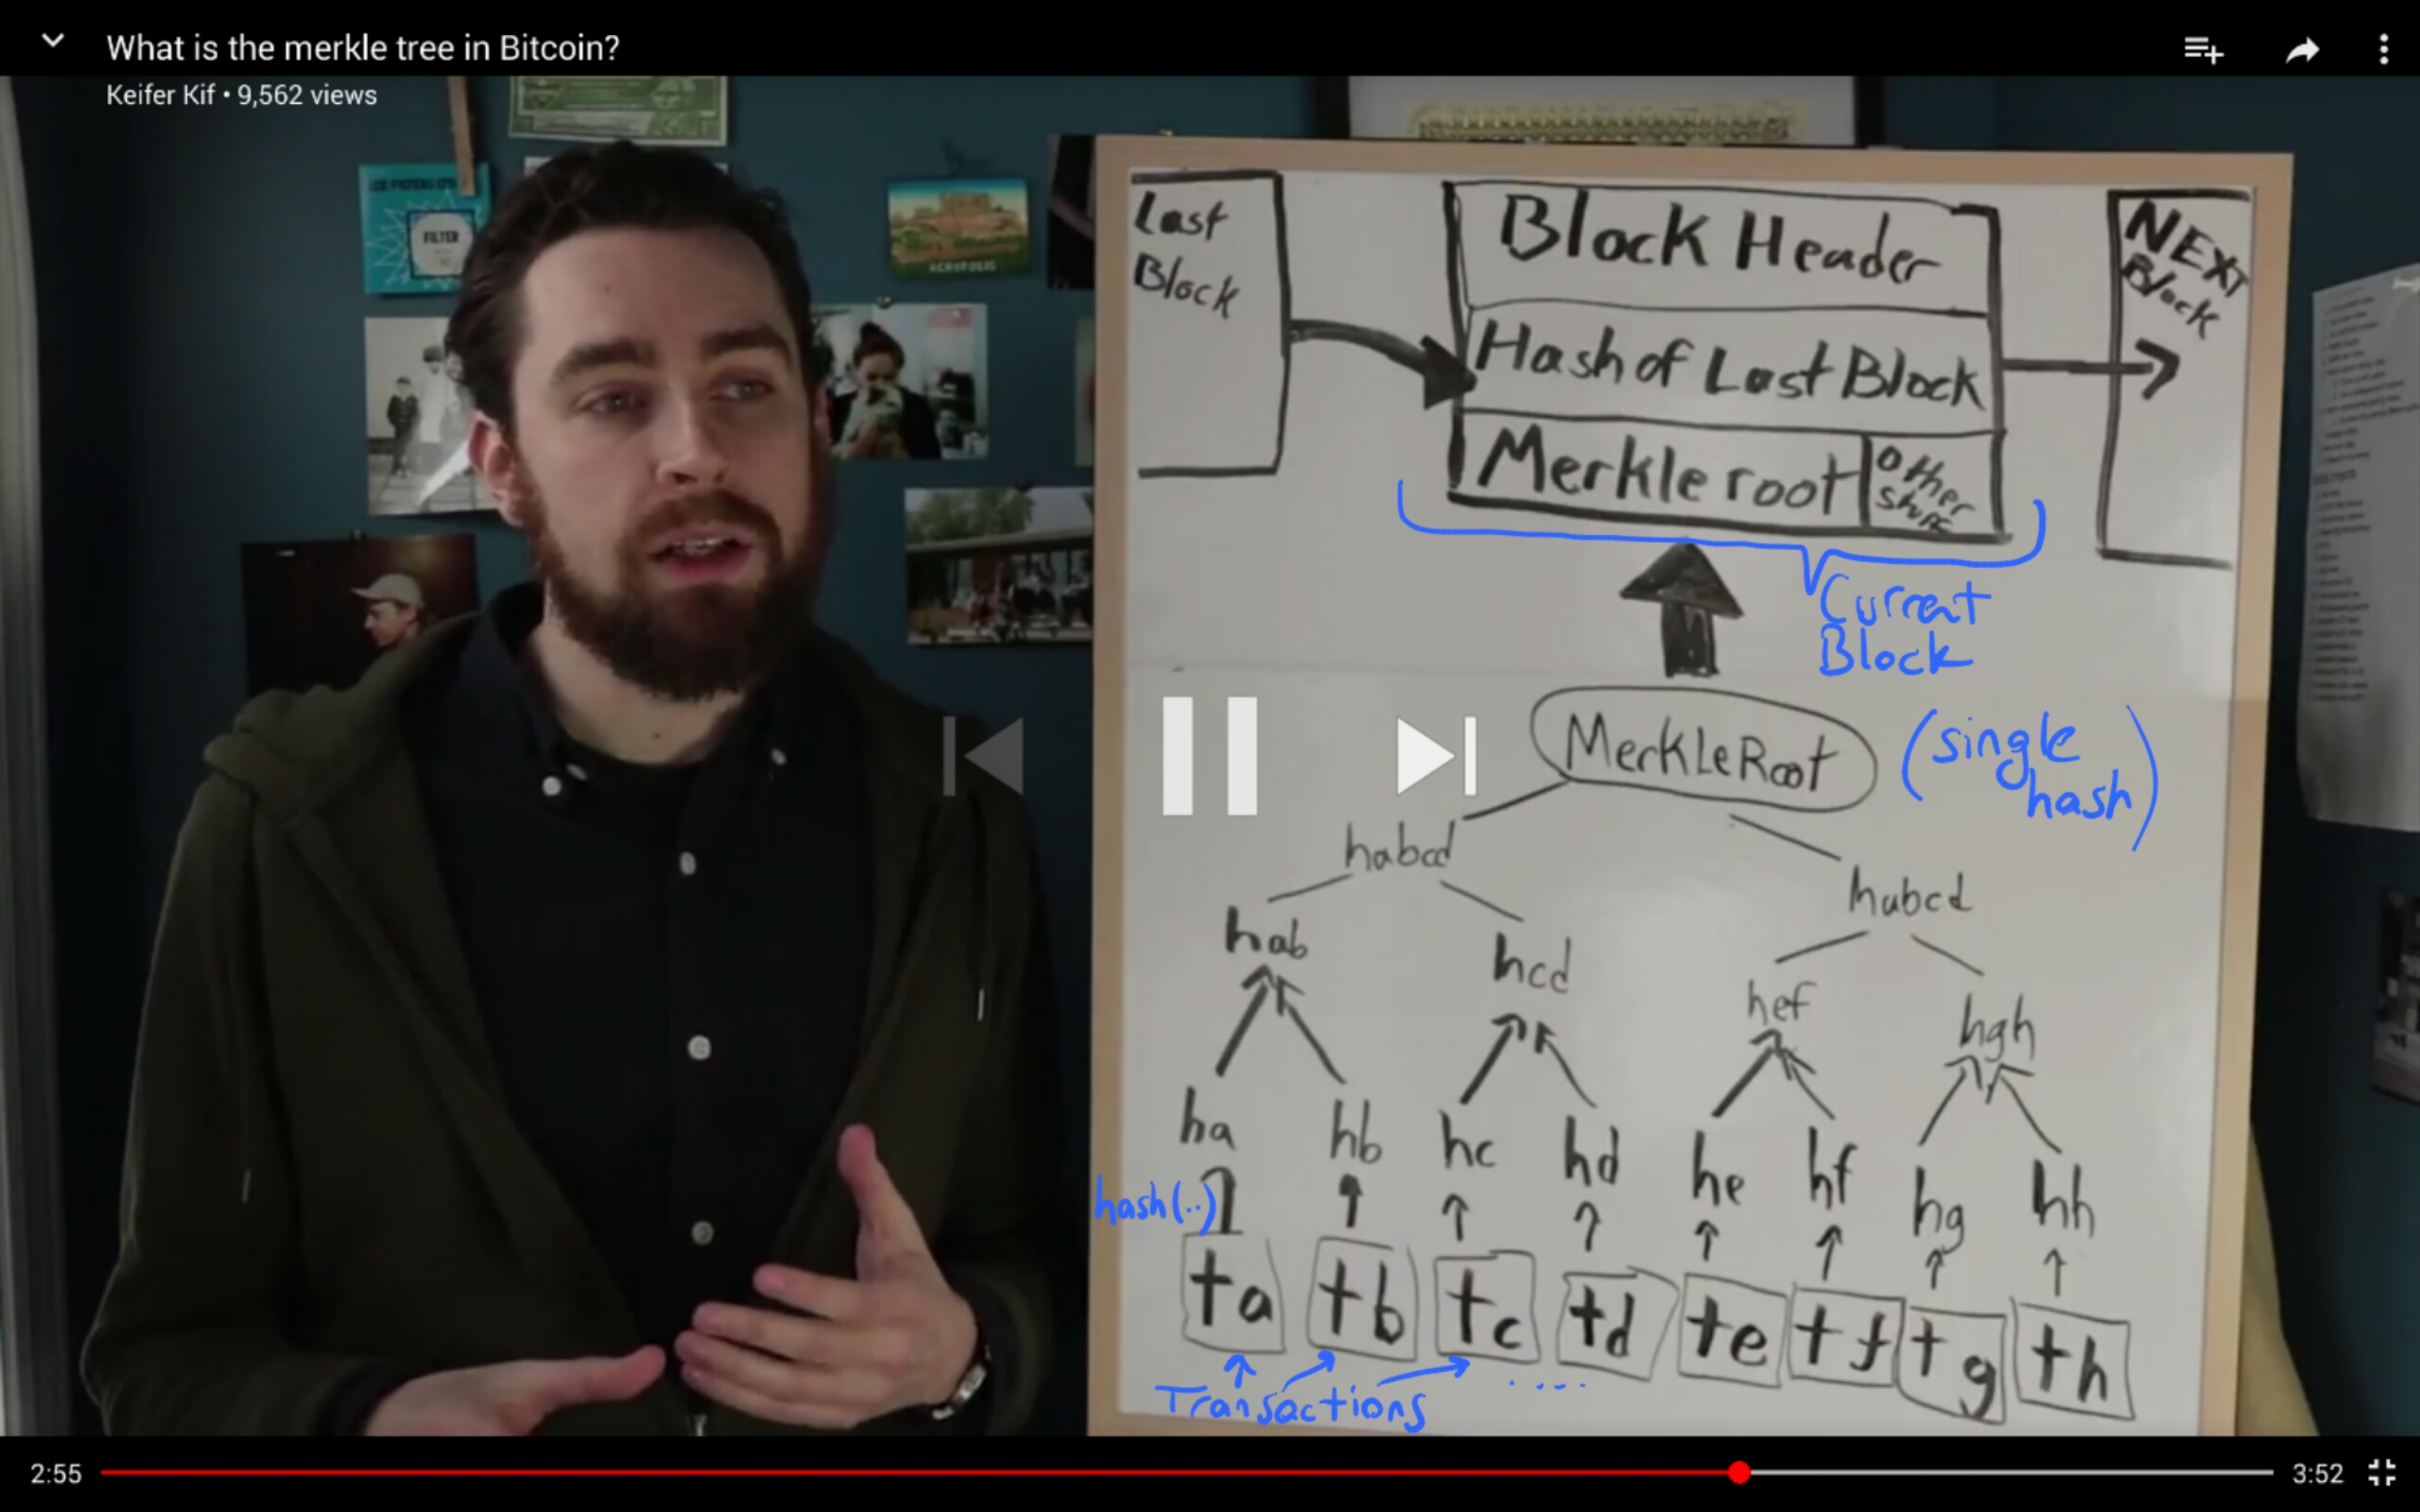 What is the merkle tree in Bitcoin?
Keifer Kif • 9,562 views
FILTER
ACROPOLIS
Last
Block
Block Header
Hash of Last Block
Merkle root
Other
NEXT
Block
Current
Block
MerkleRoot
(single
hash)
habcd
habcd
hab
hcd
hef
hgh
ha
hb
hc
hd
he
hf
hg
hh
hash(..)
ta
tb
tc
td
te
tf
tg
th
Transactions
....
2:55
3:52